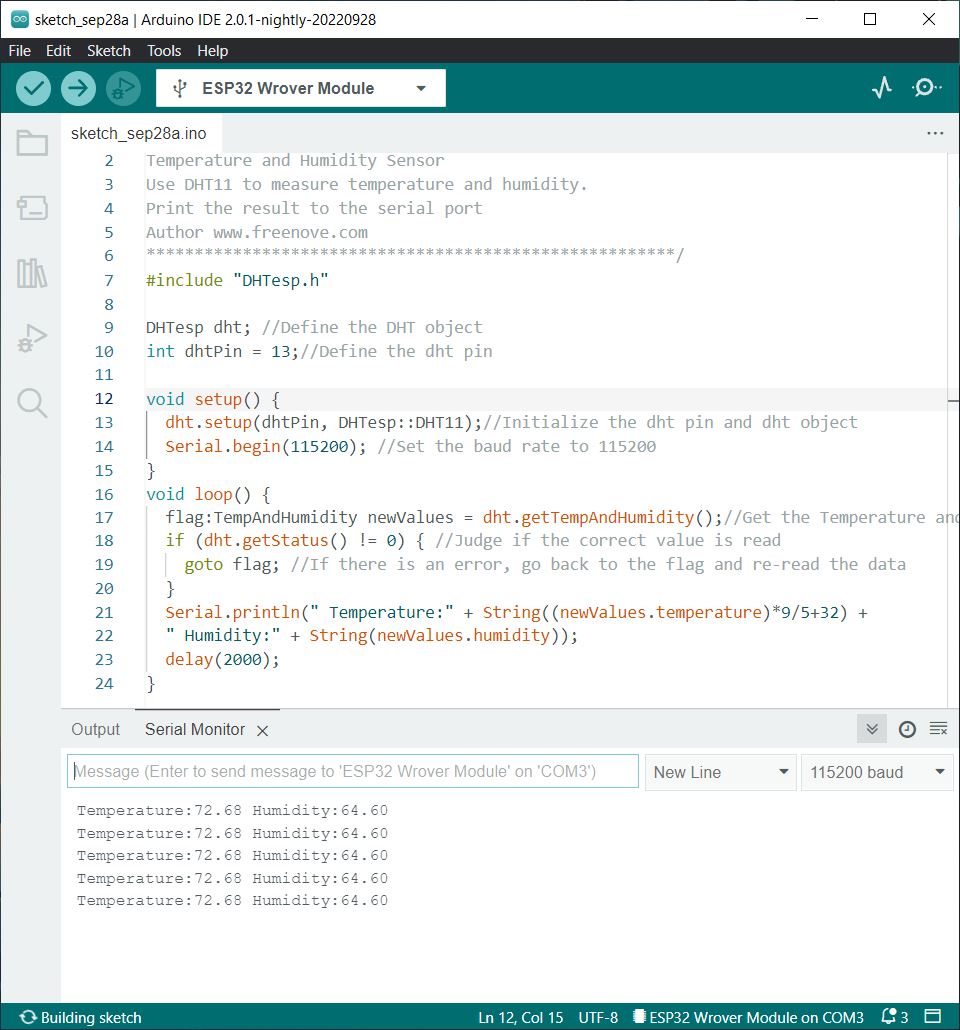 sketch_sep28a | Arduino IDE 2.0.1-nightly-20220928
File Edit Sketch Tools Help
ESP32 Wrover Module
sketch_sep28a.ino
2 Temperature and Humidity Sensor
3 Use DHT11 to measure temperature and humidity.
4 Print the result to the serial port
5 Author www.freenove.com
6 *******************************************************/
7 #include "DHTesp.h"
8
9 DHTesp dht; //Define the DHT object
10 int dhtPin = 13;//Define the dht pin
11
12 void setup() {
13 dht.setup(dhtPin, DHTesp::DHT11);//Initialize the dht pin and dht object
14 Serial.begin(115200); //Set the baud rate to 115200
15 }
16 void loop() {
17 flag:TempAndHumidity newValues = dht.getTempAndHumidity();//Get the Temperature and
18 if (dht.getStatus() != 0) { //Judge if the correct value is read
19 goto flag; //If there is an error, go back to the flag and re-read the data
20 }
21 Serial.println(" Temperature:" + String((newValues.temperature)*9/5+32) +
22 " Humidity:" + String(newValues.humidity));
23 delay(2000);
24 }
Output Serial Monitor
Message (Enter to send message to 'ESP32 Wrover Module' on 'COM3') New Line 115200 baud
Temperature:72.68 Humidity:64.60
Temperature:72.68 Humidity:64.60
Temperature:72.68 Humidity:64.60
Temperature:72.68 Humidity:64.60
Temperature:72.68 Humidity:64.60
Building sketch Ln 12, Col 15 UTF-8 ESP32 Wrover Module on COM3 3